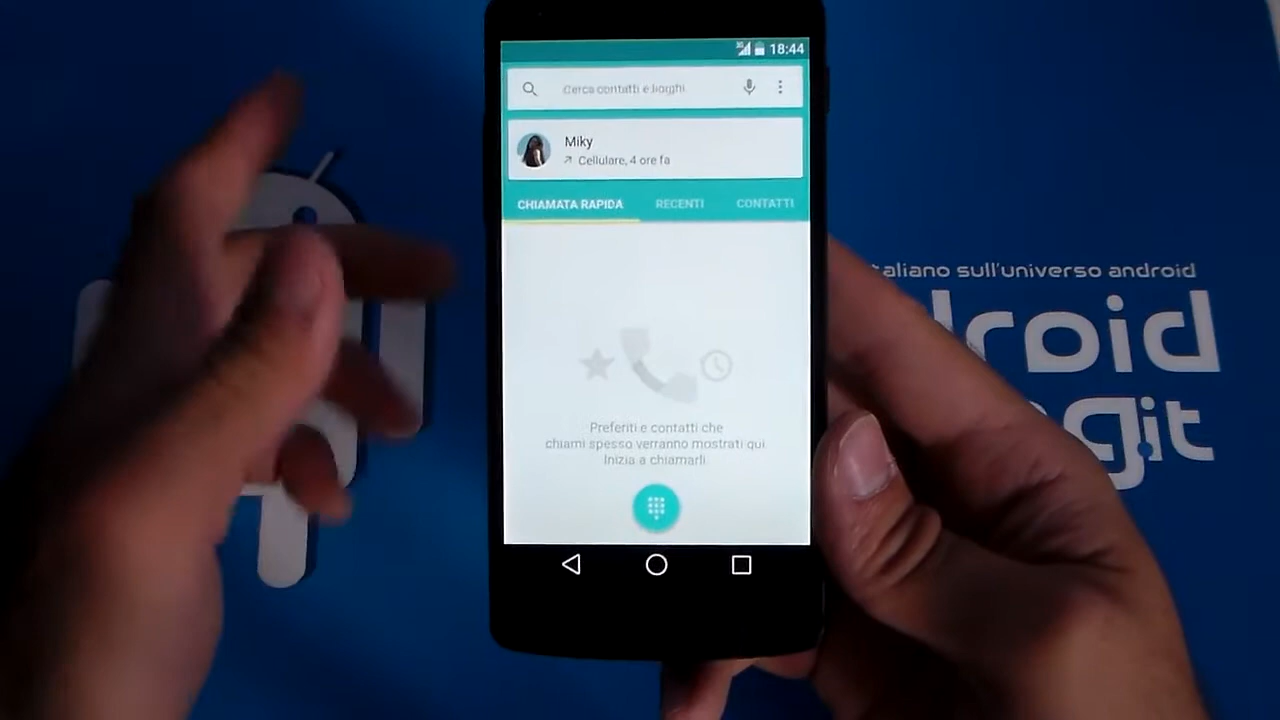 18:44
Cerca contatti e luoghi
Miky
Cellulare, 4 ore fa
CHIAMATA RAPIDA
RECENTI
CONTATTI
Preferiti e contatti che
chiami spesso verranno mostrati qui.
Inizia a chiamarli.
taliano sull'universo android
droid
g.it